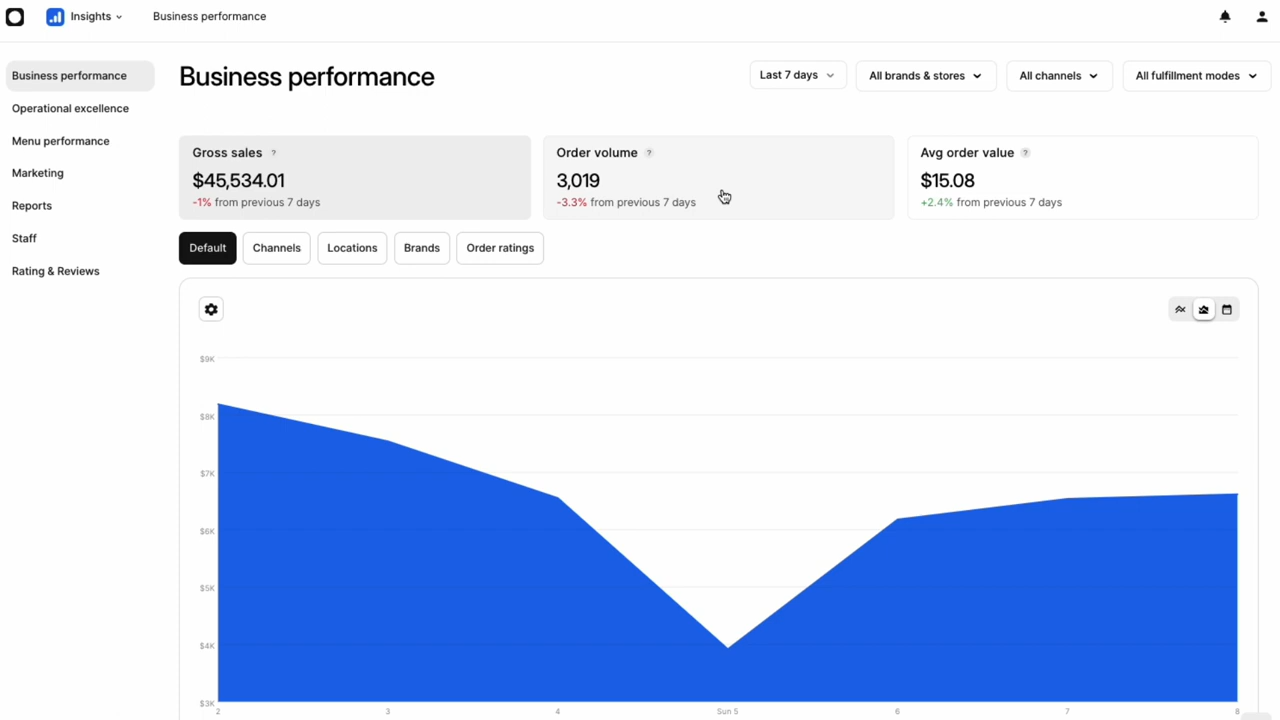 Insights
Business performance
Business performance
Operational excellence
Menu performance
Marketing
Reports
Staff
Rating & Reviews
Business performance
Last 7 days
All brands & stores
All channels
All fulfillment modes
Gross sales ?
$45,534.01
-1% from previous 7 days
Order volume ?
3,019
-3.3% from previous 7 days
Avg order value ?
$15.08
+2.4% from previous 7 days
Default
Channels
Locations
Brands
Order ratings
$9K
$8K
$7K
$6K
$5K
$4K
$3K
2 3 4 Sun 5 6 7 8